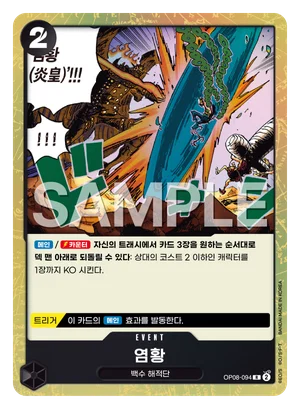 2
염황
(炎皇)'!!!
!!!
SAMPLE
메인 / 카운터 자신의 트래시에서 카드 3장을 원하는 순서대로
덱 맨 아래로 되돌릴 수 있다: 상대의 코스트 2 이하인 캐릭터를
1장까지 KO 시킨다.
트리거 이 카드의 메인 효과를 발동한다.
EVENT
염황
백수 해적단
OP08-094 R 2